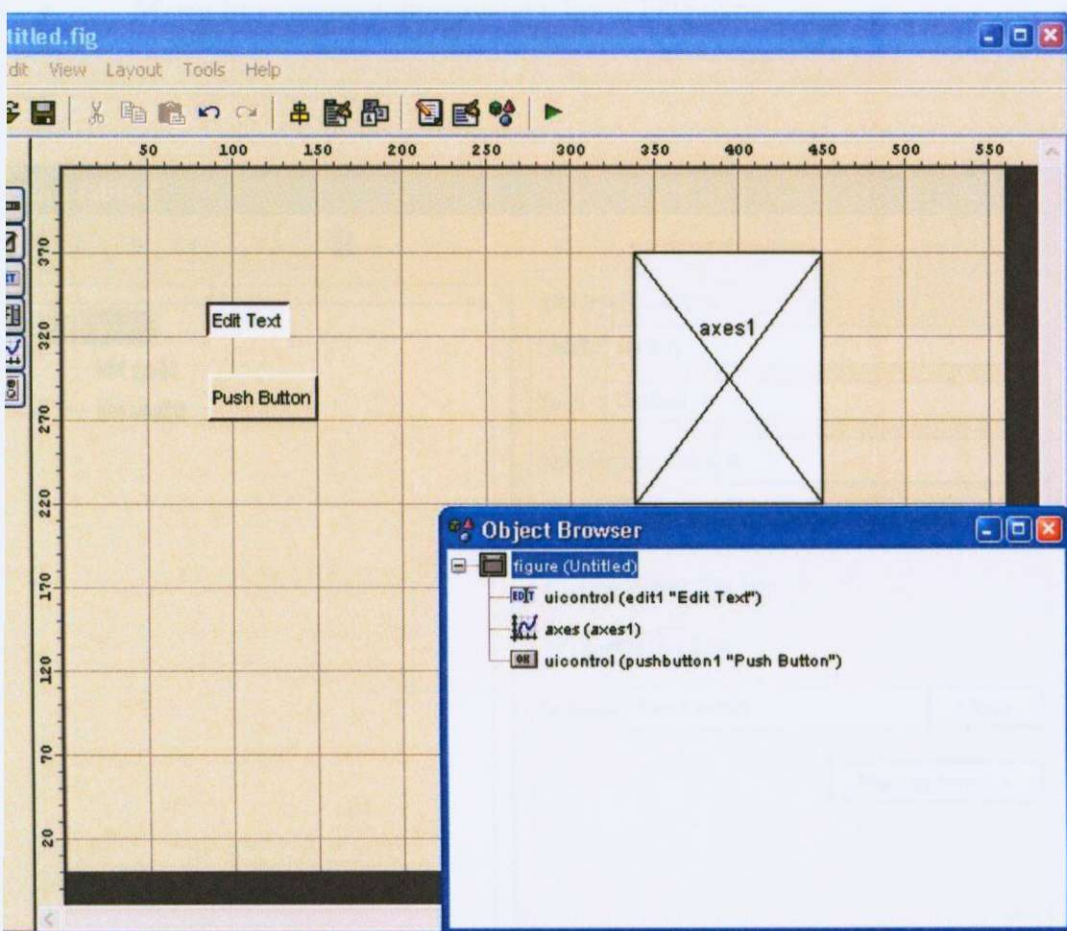 titled.fig
dit View Layout Tools Help
50 100 150 200 250 300 350 400 450 500 550
370
320
270
220
170
120
70
20
Edit Text
Push Button
axes1
Object Browser
figure (Untitled)
EDIT uicontrol (edit1 "Edit Text")
axes (axes1)
OK uicontrol (pushbutton1 "Push Button")